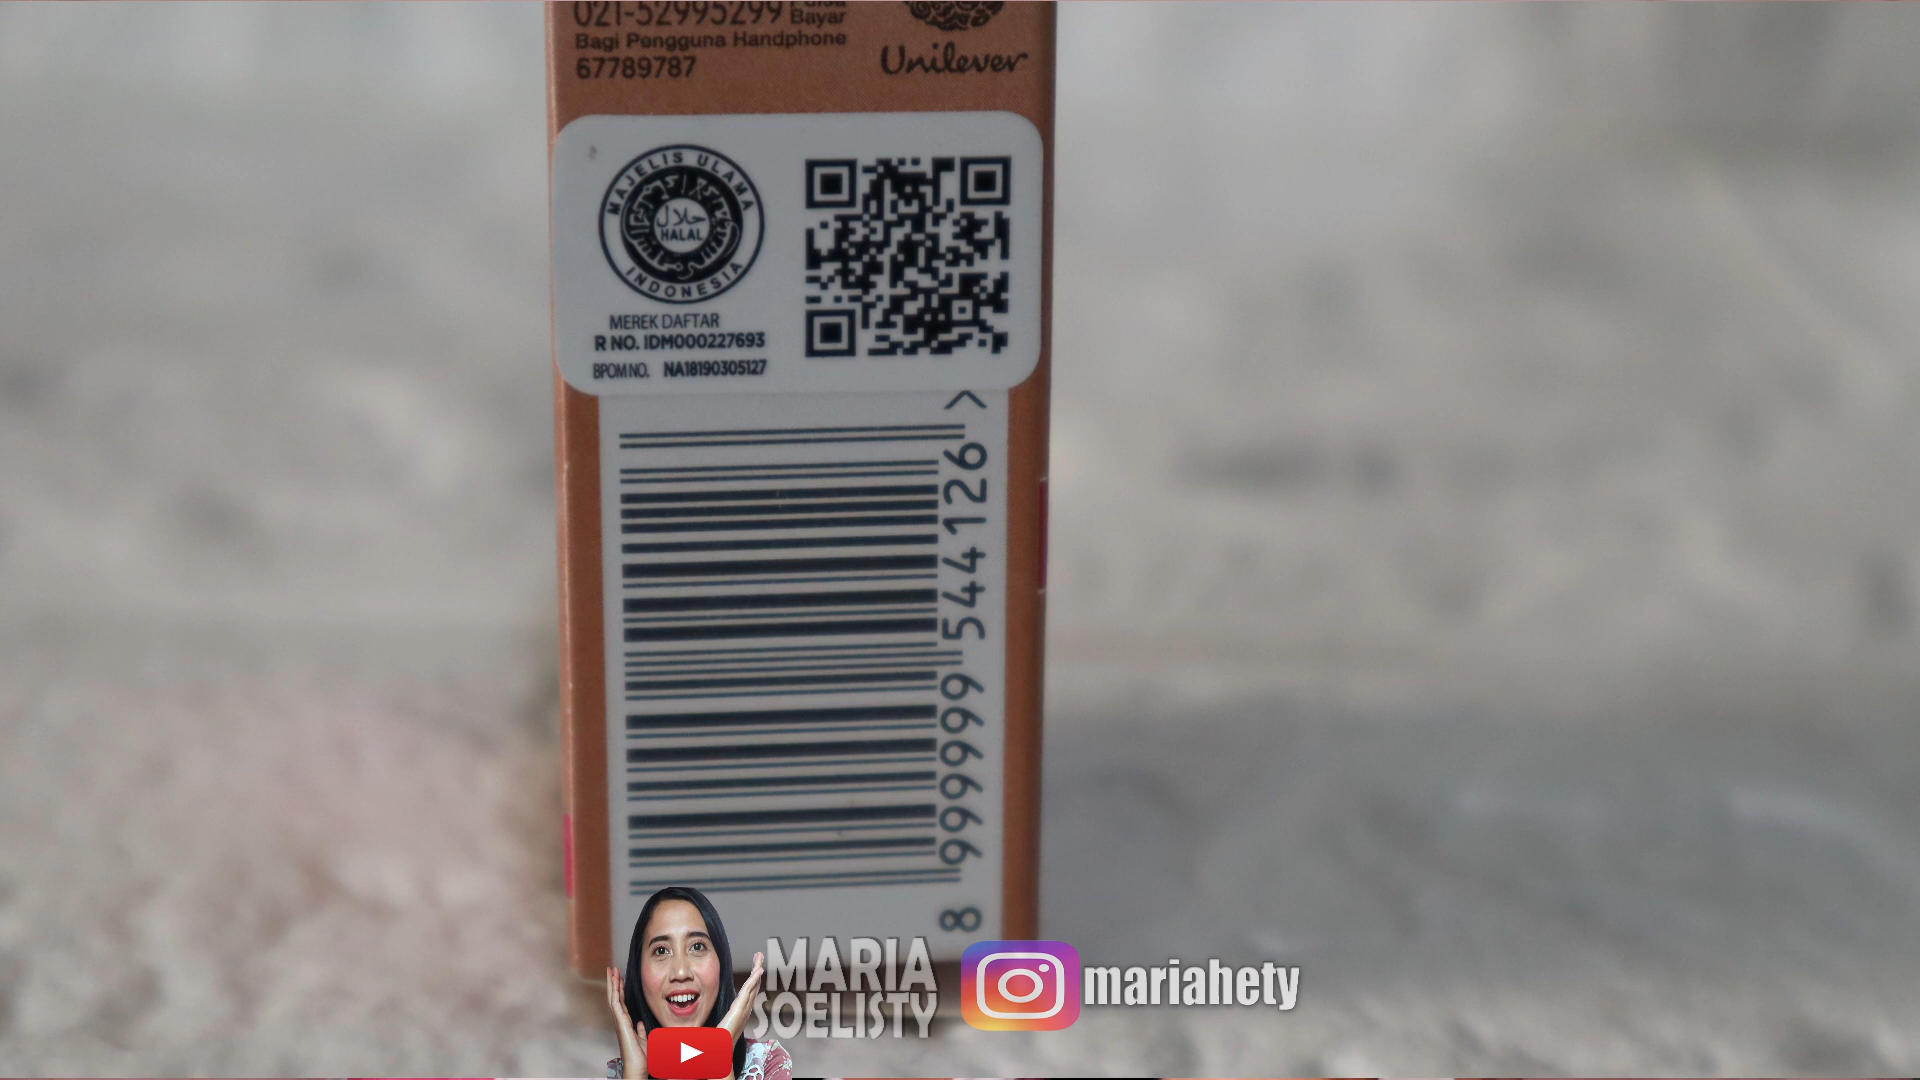 021-52995299 Bayar
Bagi Pengguna Handphone
67789787
Unilever
MAJELIS ULAMA
حلال
HALAL
INDONESIA
MEREK DAFTAR
R NO. IDM000227693
BPOM NO. NA18190305127
8 999999 544126 >
MARIA
SOELISTY
mariahety